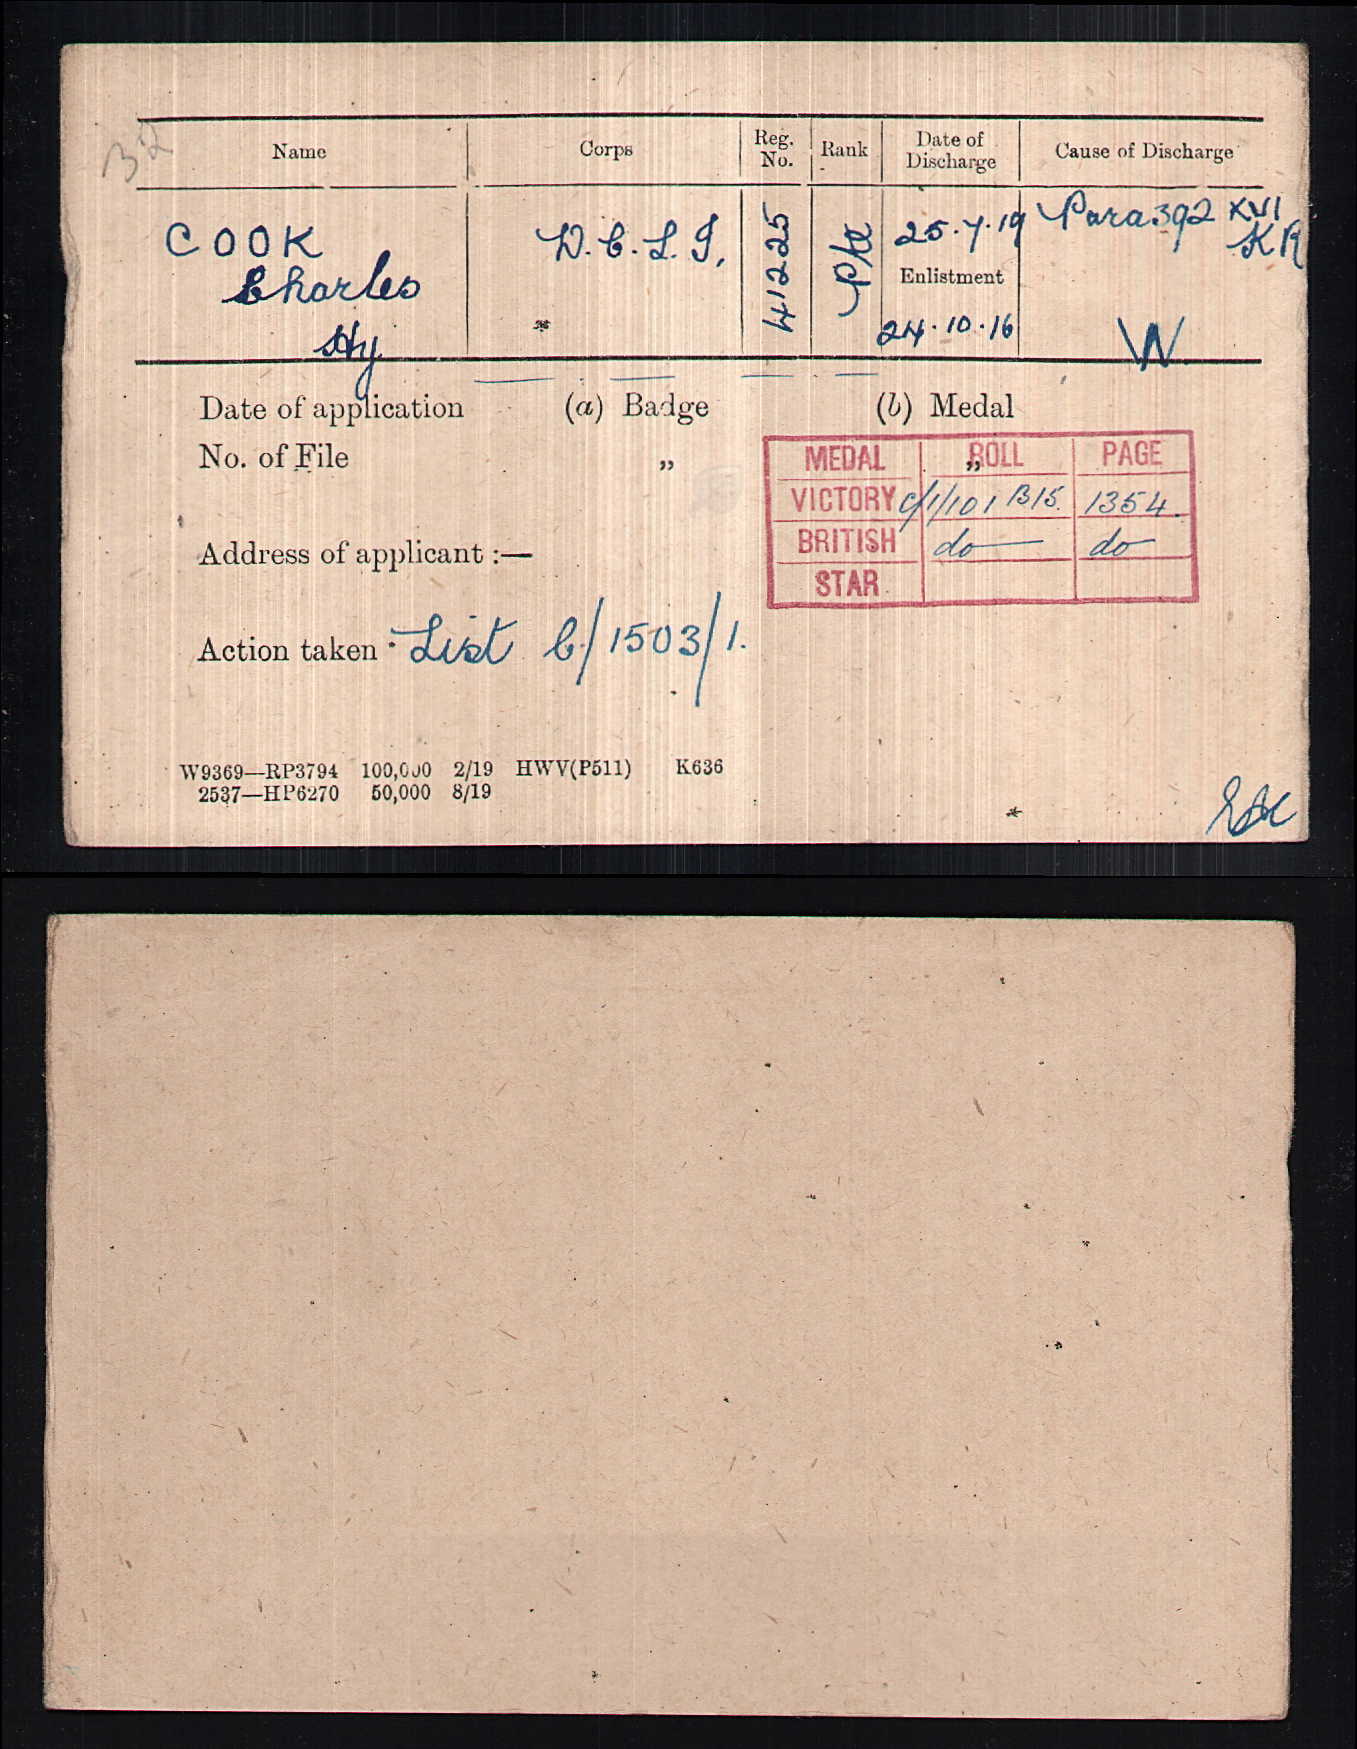 32
Name Corps Reg. No. Rank Date of Discharge Cause of Discharge
COOK D.C.L.I. 41225 Pte 25.7.19 Para 392 XVI
Charles KR
Enlistment
Hy 24.10.16 W
Date of application (a) Badge (b) Medal
No. of File „ „
MEDAL ROLL PAGE
VICTORY C/1/101 B15. 1354.
BRITISH do do
STAR
Address of applicant :—
Action taken List C/1503/1.
W9369—RP3794 100,000 2/19 HWV(P511) K636
2537—HP6270 50,000 8/19